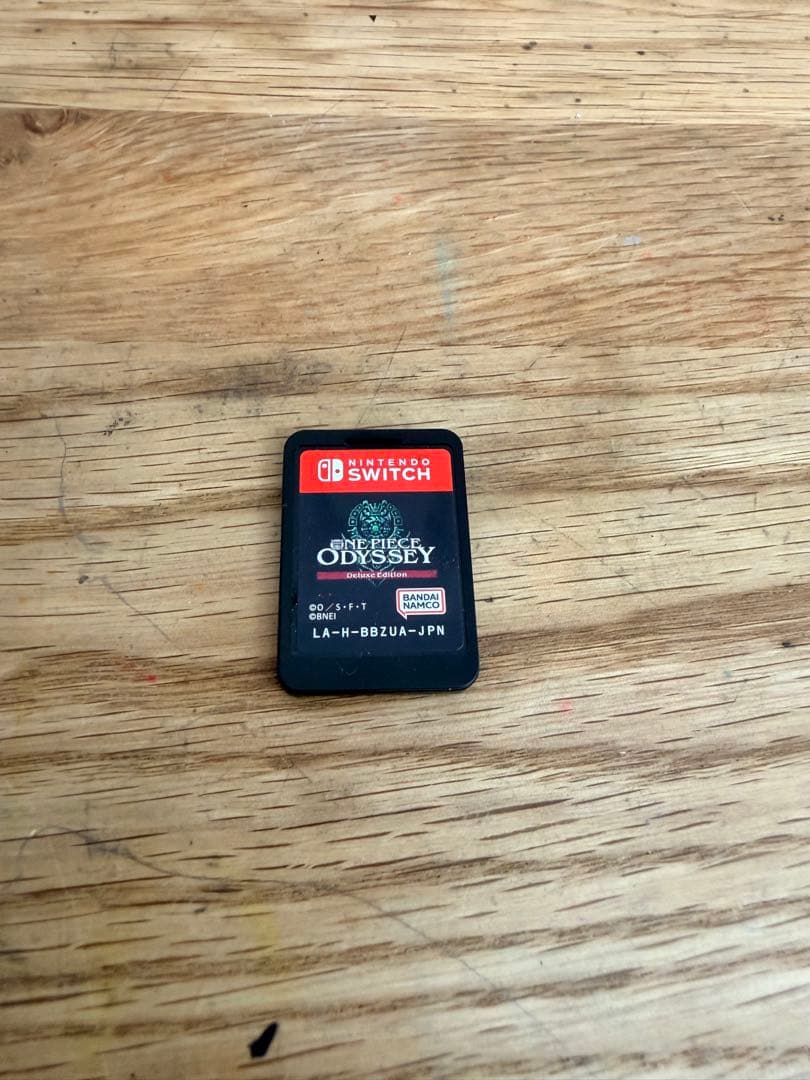 NINTENDO
SWITCH
ONE PIECE
ODYSSEY
Deluxe Edition
©O/S・F・T
©BNEI
BANDAI
NAMCO
LA-H-BBZUA-JPN